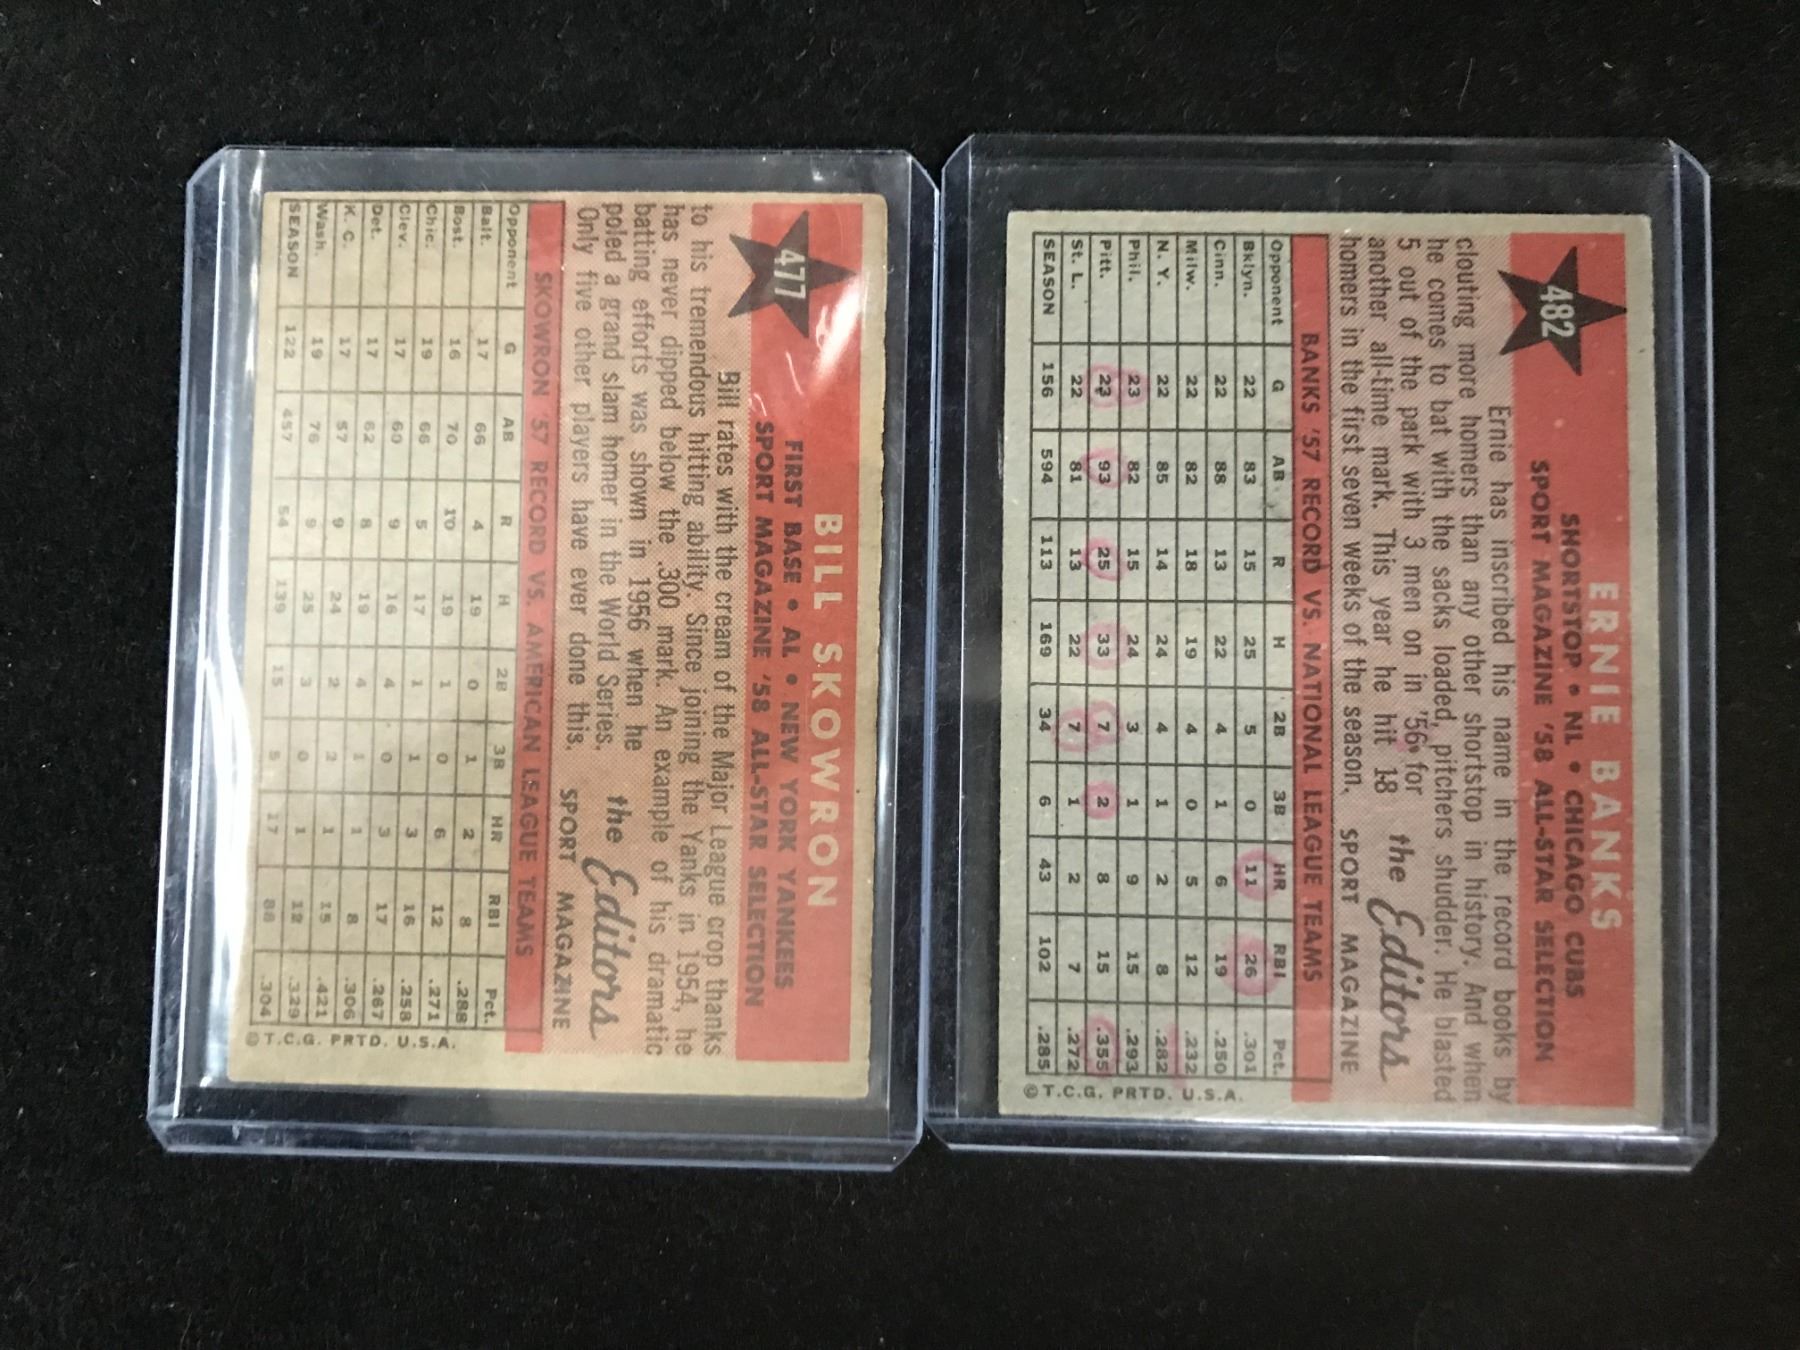 482
ERNIE BANKS
SHORTSTOP • NL • CHICAGO CUBS
SPORT MAGAZINE '58 ALL-STAR SELECTION
Ernie has inscribed his name in the record books by
clouting more homers than any other shortstop in history. And when
he comes to bat with the sacks loaded, pitchers shudder. He blasted
5 out of the park with 3 men on in '56 for
another all-time mark. This year he hit 18
homers in the first seven weeks of the season.
the Editors
SPORT MAGAZINE
BANKS '57 RECORD VS. NATIONAL LEAGUE TEAMS
Opponent G AB R H 2B 3B HR RBI Pct.
Bklyn. 22 83 15 25 5 0 11 26 .301
Cinn. 22 88 13 22 4 1 6 19 .250
Milw. 22 82 18 19 4 0 5 12 .232
N. Y. 22 85 14 24 4 1 2 8 .282
Phil. 23 82 15 24 3 1 9 15 .293
Pitt. 23 93 25 33 7 2 8 15 .355
St. L. 22 81 13 22 7 1 2 7 .272
SEASON 156 594 113 169 34 6 43 102 .285
© T.C.G. PRTD. U.S.A.
477
BILL SKOWRON
FIRST BASE • AL • NEW YORK YANKEES
SPORT MAGAZINE '58 ALL-STAR SELECTION
Bill rates with the cream of the Major League crop thanks
to his tremendous hitting ability. Since joining the Yanks in 1954, he
has never dipped below the .300 mark. An example of his dramatic
batting efforts was shown in 1956 when he
poled a grand slam homer in the World Series.
Only five other players have ever done this.
the Editors
SPORT MAGAZINE
SKOWRON '57 RECORD VS. AMERICAN LEAGUE TEAMS
Opponent G AB R H 2B 3B HR RBI Pct.
Balt. 17 66 4 19 0 1 2 8 .288
Bost. 16 70 10 19 1 0 6 12 .271
Chic. 19 66 5 17 1 1 3 16 .258
Clev. 17 60 9 16 4 0 3 17 .267
Det. 17 62 8 19 4 1 1 8 .306
K. C. 17 57 9 24 2 2 1 15 .421
Wash. 19 76 9 25 3 0 1 12 .329
SEASON 122 457 54 139 15 5 17 88 .304
© T.C.G. PRTD. U.S.A.